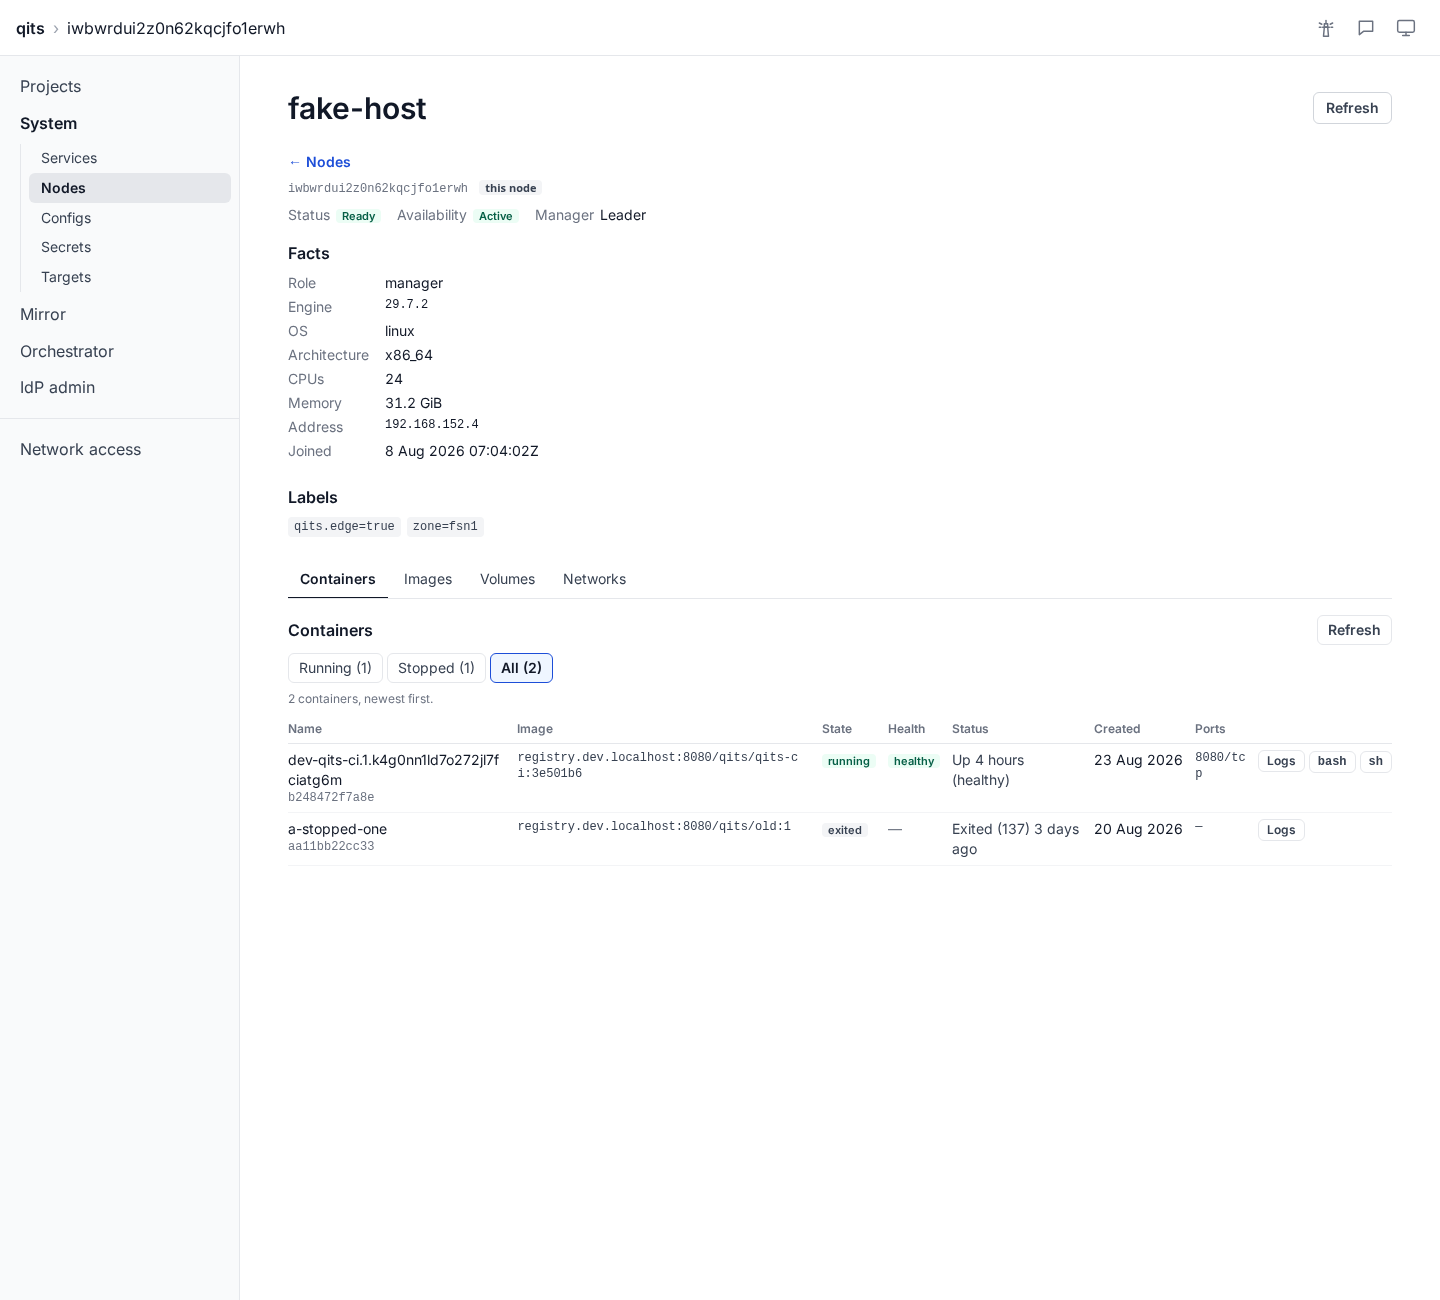 qits › iwbwrdui2z0n62kqcjfo1erwh
Projects
System
Services
Nodes
Configs
Secrets
Targets
Mirror
Orchestrator
IdP admin
Network access
fake-host
Refresh
← Nodes
iwbwrdui2z0n62kqcjfo1erwh this node
Status Ready Availability Active Manager Leader
Facts
Role manager
Engine 29.7.2
OS linux
Architecture x86_64
CPUs 24
Memory 31.2 GiB
Address 192.168.152.4
Joined 8 Aug 2026 07:04:02Z
Labels
qits.edge=true zone=fsn1
Containers Images Volumes Networks
Containers
Refresh
Running (1) Stopped (1) All (2)
2 containers, newest first.
Name Image State Health Status Created Ports
dev-qits-ci.1.k4g0nn1ld7o272jl7f registry.dev.localhost:8080/qits/qits-c running healthy Up 4 hours 23 Aug 2026 8080/tc Logs bash sh
ciatg6m i:3e501b6 (healthy) p
b248472f7a8e
a-stopped-one registry.dev.localhost:8080/qits/old:1 exited — Exited (137) 3 days 20 Aug 2026 — Logs
aa11bb22cc33 ago